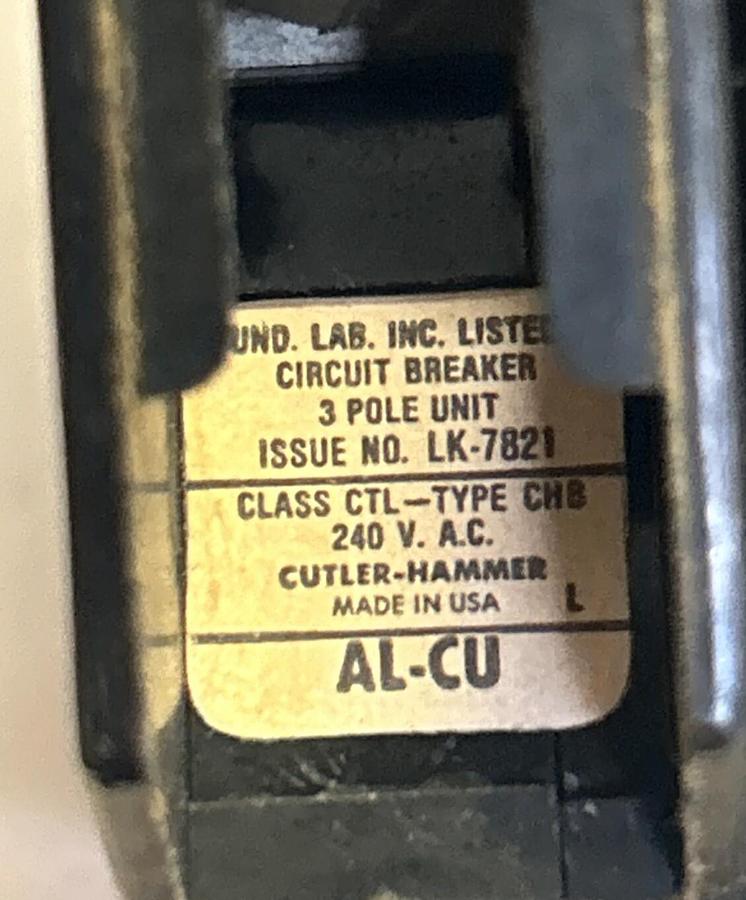 UND. LAB. INC. LISTED
CIRCUIT BREAKER
3 POLE UNIT
ISSUE NO. LK-7821
CLASS CTL—TYPE CHB
240 V. A.C.
CUTLER-HAMMER
MADE IN USA L
AL-CU